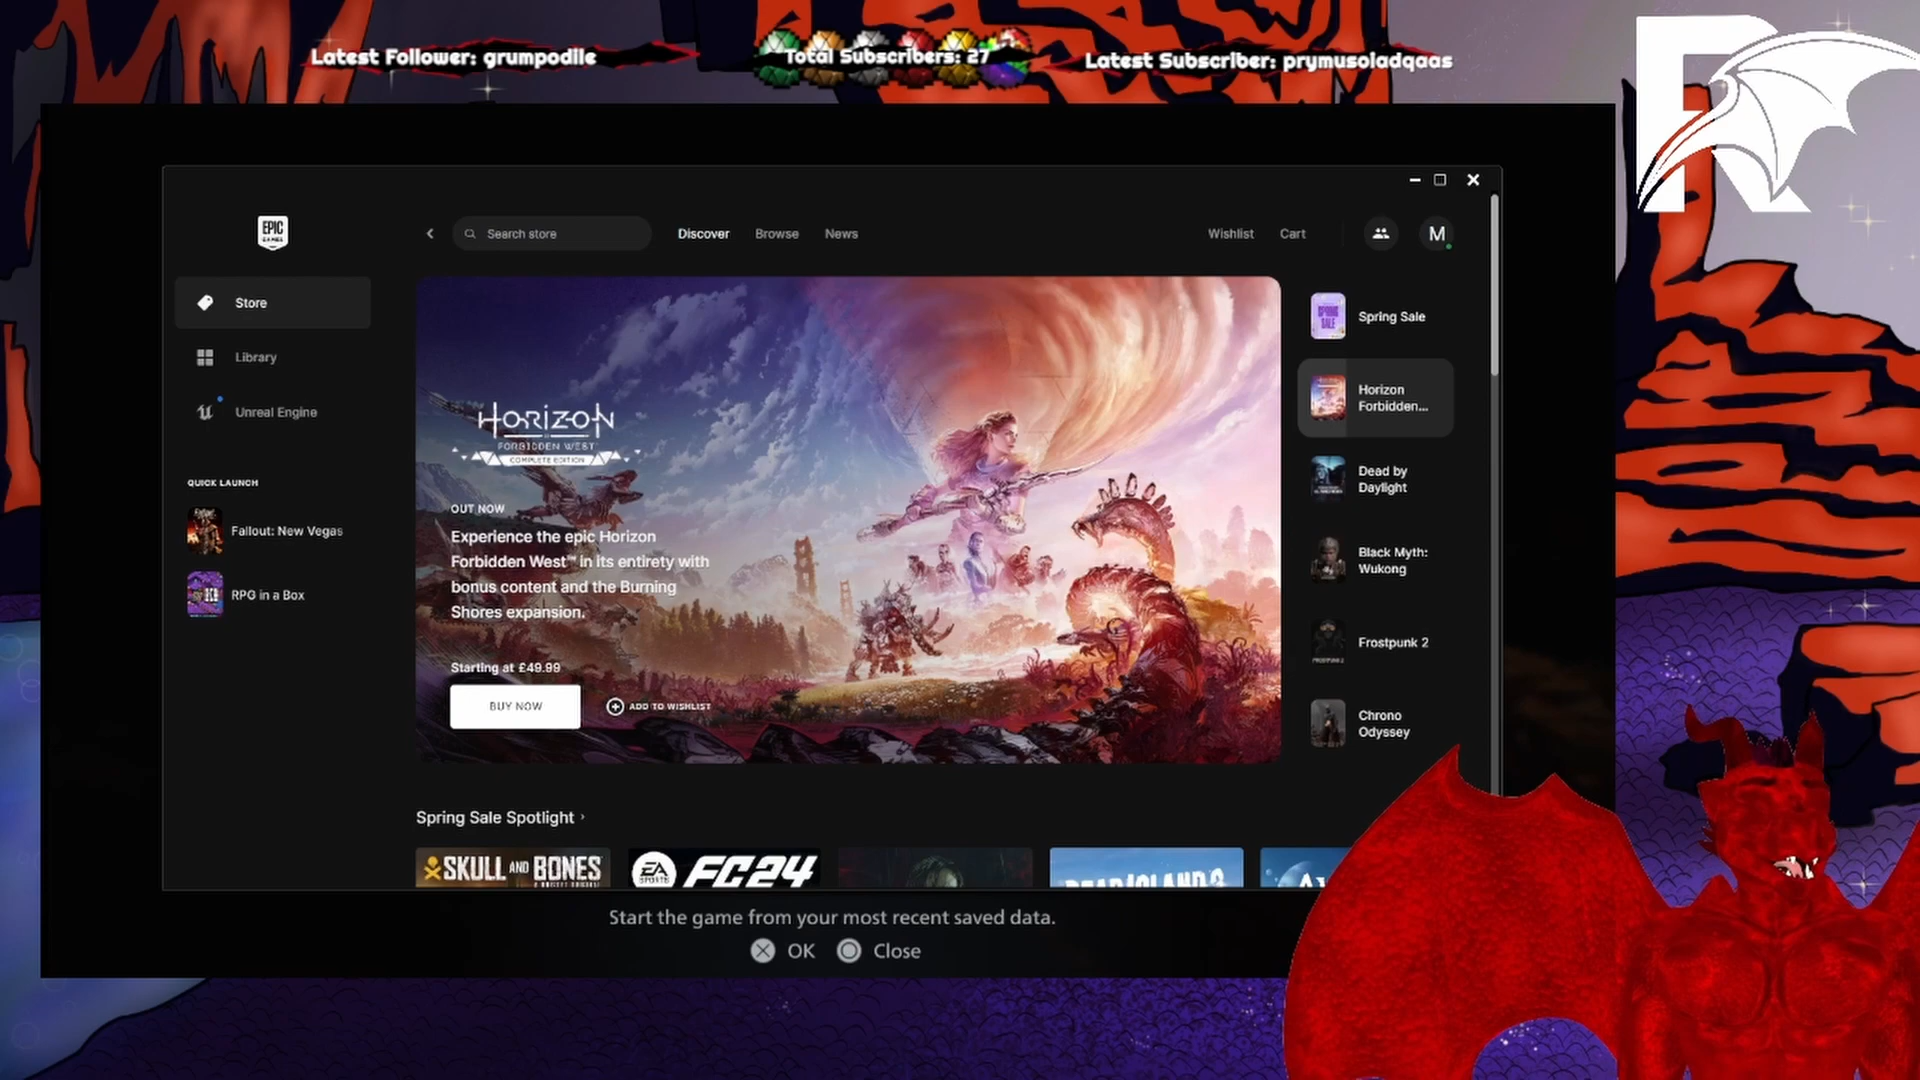 Latest Follower: grumpodile
Total Subscribers: 27
Latest Subscriber: prymusoladqaas
R
EPIC
GAMES
Search store
Discover
Browse
News
Wishlist
Cart
M
Store
Library
Unreal Engine
QUICK LAUNCH
Fallout: New Vegas
RPG in a Box
HORIZON
FORBIDDEN WEST
COMPLETE EDITION
OUT NOW
Experience the epic Horizon
Forbidden West™ in its entirety with
bonus content and the Burning
Shores expansion.
Starting at £49.99
BUY NOW
ADD TO WISHLIST
SPRING
SALE
Spring Sale
Horizon
Forbidden...
Dead by
Daylight
Black Myth:
Wukong
Frostpunk 2
Chrono
Odyssey
Spring Sale Spotlight
SKULL AND BONES
EA
SPORTS
FC24
DEAD ISLAND 2
Start the game from your most recent saved data.
OK
Close